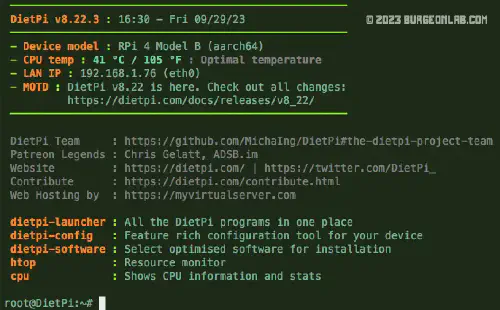 DietPi v8.22.3 : 16:30 - Fri 09/29/23
© 2023 BURGEONLAB.COM
- Device model : RPi 4 Model B (aarch64)
- CPU temp : 41 °C / 105 °F : Optimal temperature
- LAN IP : 192.168.1.76 (eth0)
- MOTD : DietPi v8.22 is here. Check out all changes:
https://dietpi.com/docs/releases/v8_22/
DietPi Team : https://github.com/MichaIng/DietPi#the-dietpi-project-team
Patreon Legends : Chris Gelatt, ADSB.im
Website : https://dietpi.com/ | https://twitter.com/DietPi_
Contribute : https://dietpi.com/contribute.html
Web Hosting by : https://myvirtualserver.com
dietpi-launcher : All the DietPi programs in one place
dietpi-config : Feature rich configuration tool for your device
dietpi-software : Select optimised software for installation
htop : Resource monitor
cpu : Shows CPU information and stats
root@DietPi:~#